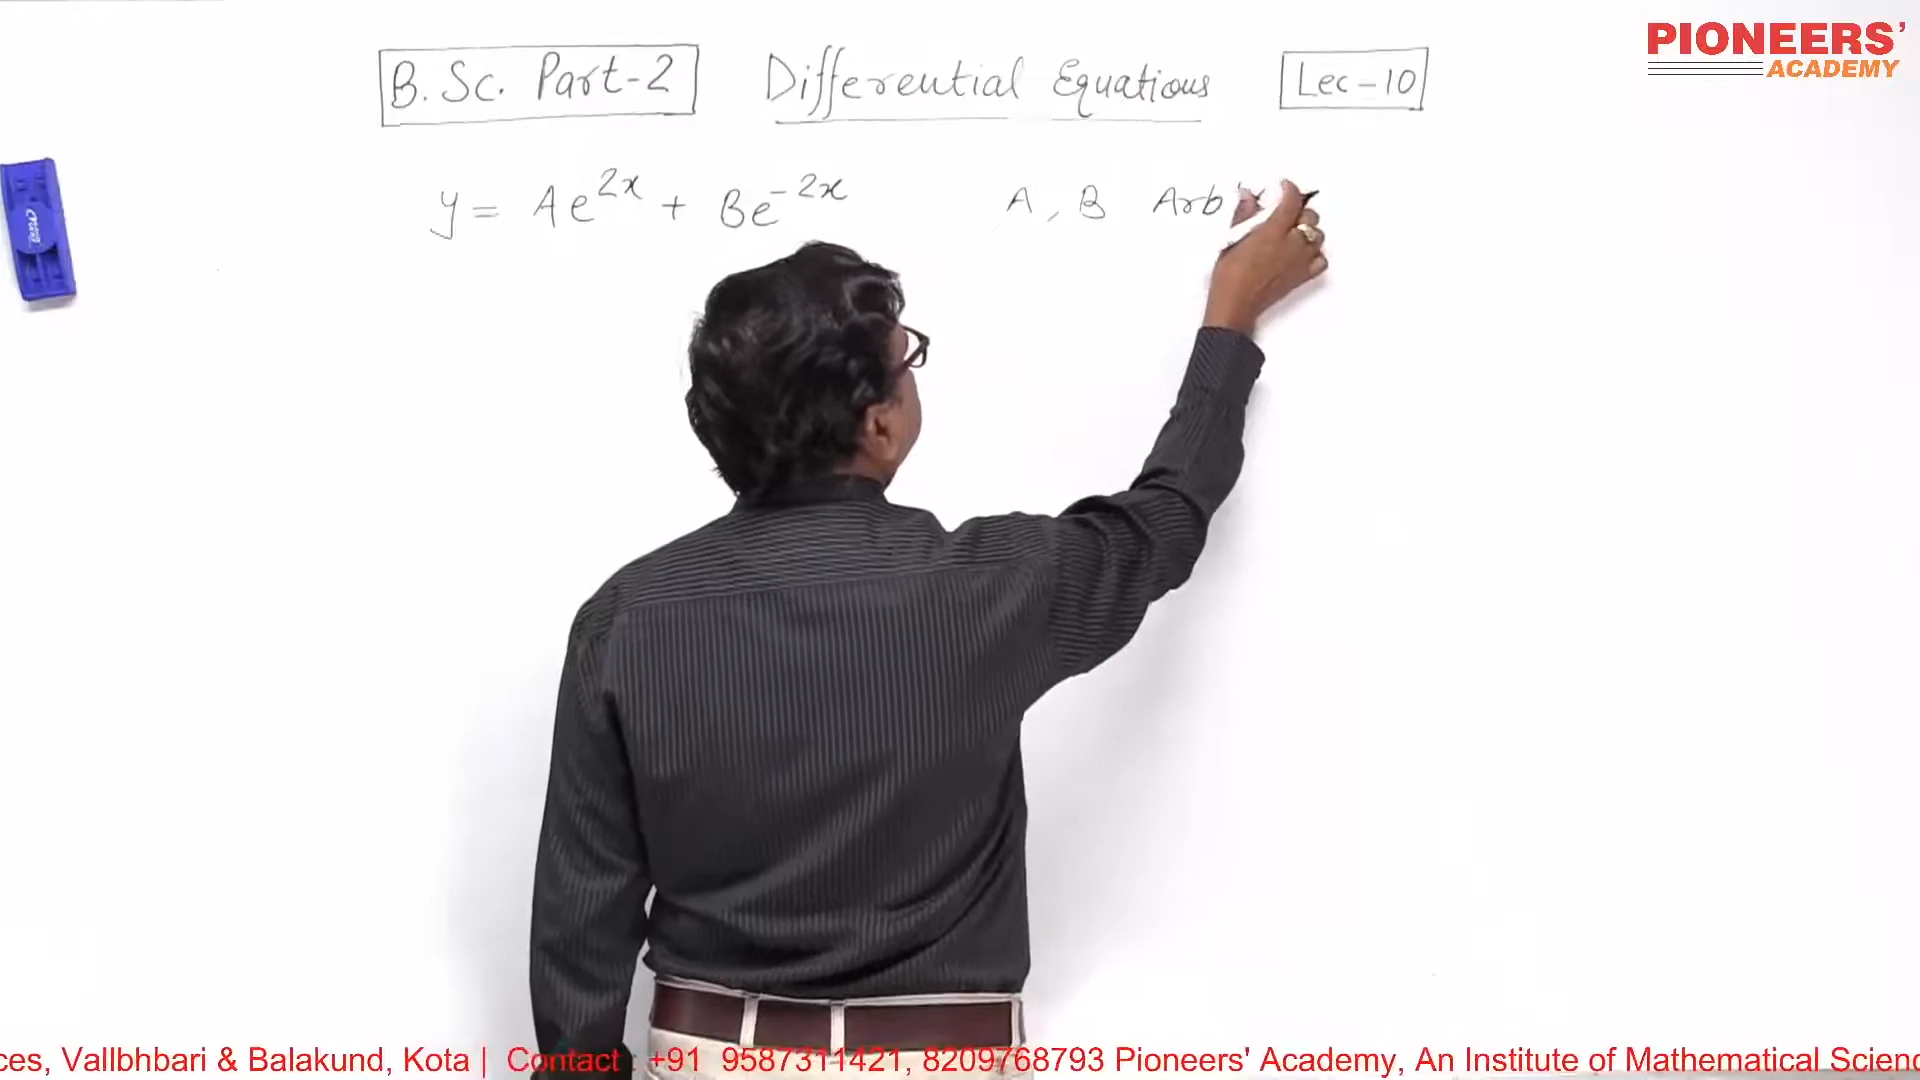 PIONEERS’
ACADEMY
B.Sc. Part-2 Differential Equations Lec-10
y = Ae^{2x} + Be^{-2x} A, B Arb
ces, Vallbhbari & Balakund, Kota | Contact : +91 9587311421, 8209768793 Pioneers' Academy, An Institute of Mathematical Scienc